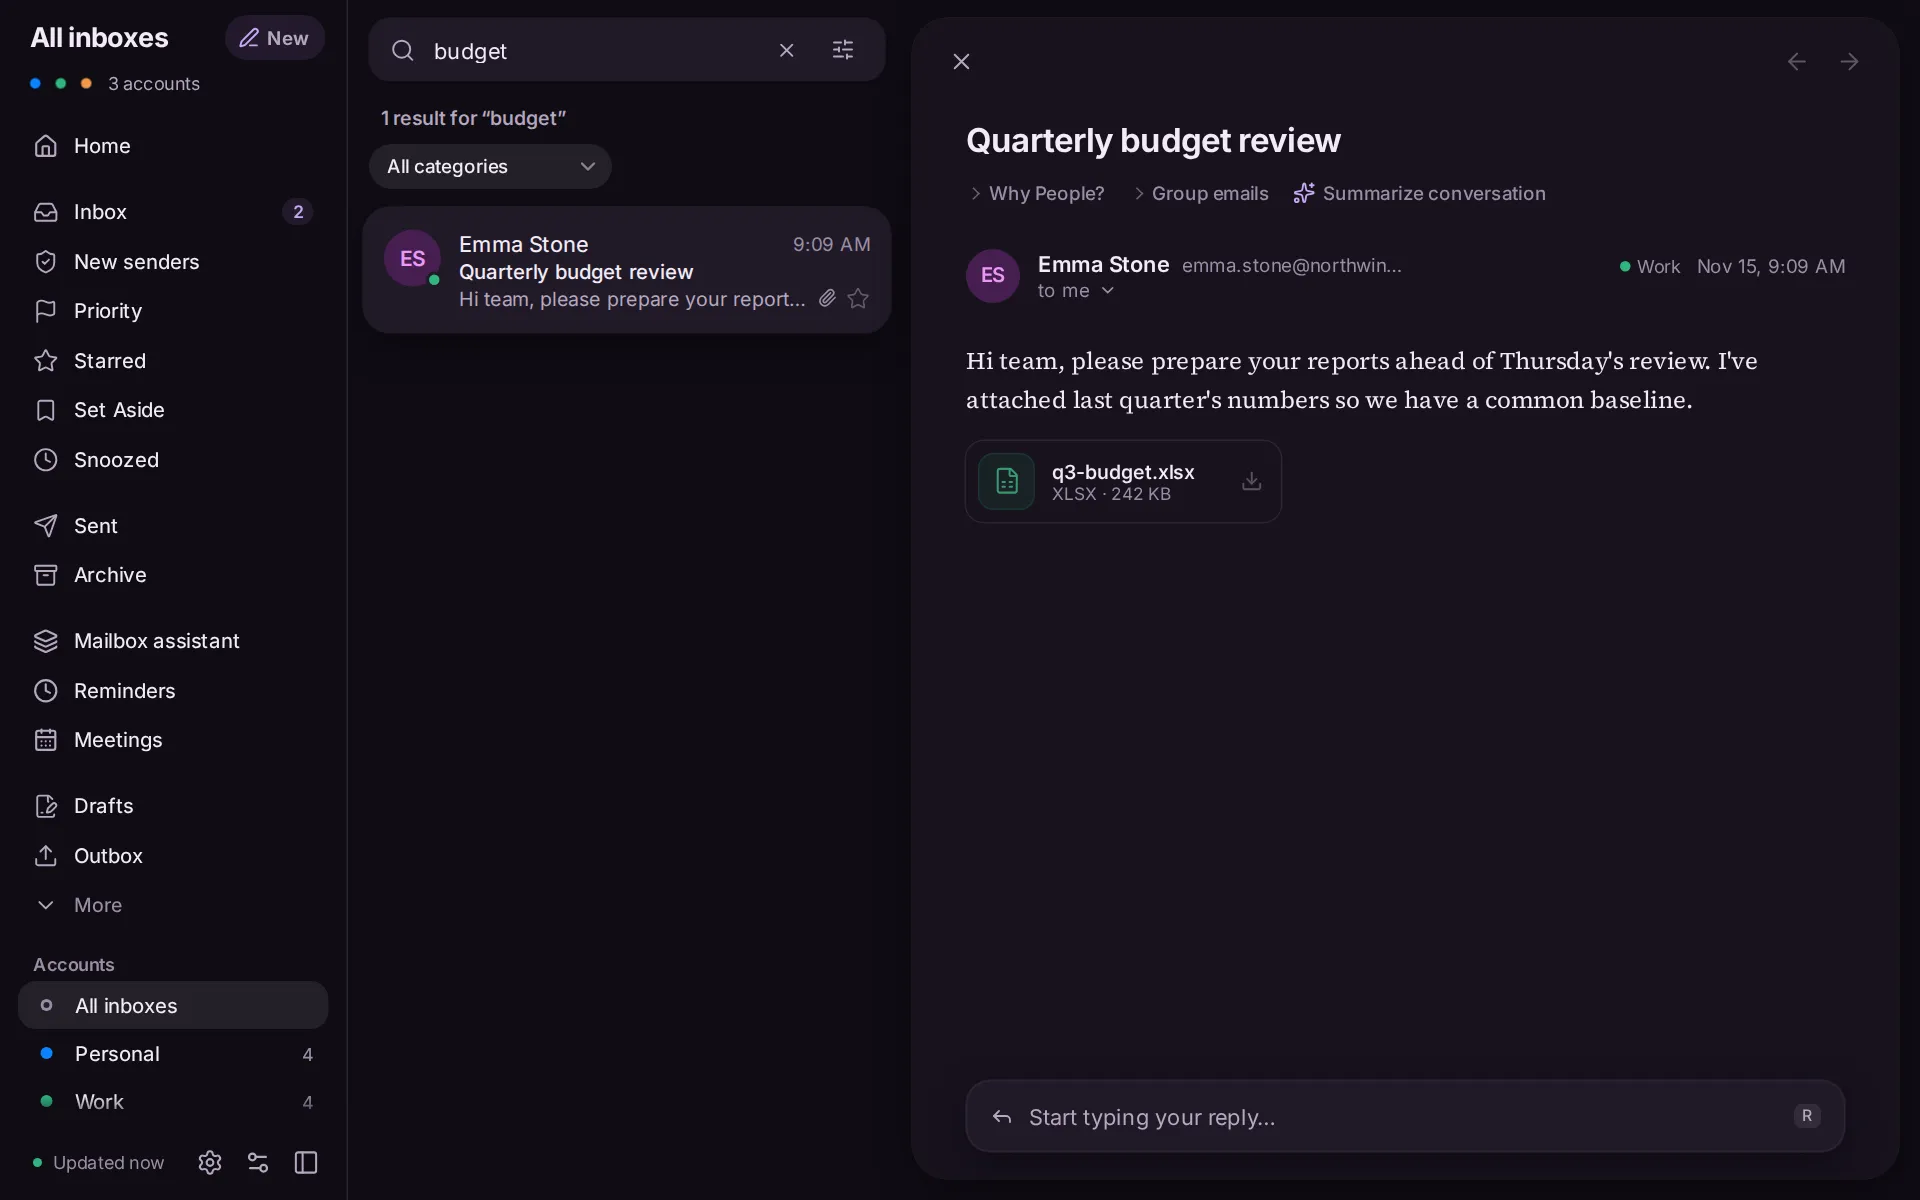 All inboxes
New
3 accounts
Home
Inbox
2
New senders
Priority
Starred
Set Aside
Snoozed
Sent
Archive
Mailbox assistant
Reminders
Meetings
Drafts
Outbox
More
Accounts
All inboxes
Personal
4
Work
4
Updated now
budget
1 result for “budget”
All categories
ES
Emma Stone
9:09 AM
Quarterly budget review
Hi team, please prepare your report...
Quarterly budget review
Why People?
Group emails
Summarize conversation
ES
Emma Stone emma.stone@northwin...
Work Nov 15, 9:09 AM
to me
Hi team, please prepare your reports ahead of Thursday's review. I've
attached last quarter's numbers so we have a common baseline.
q3-budget.xlsx
XLSX · 242 KB
Start typing your reply...
R